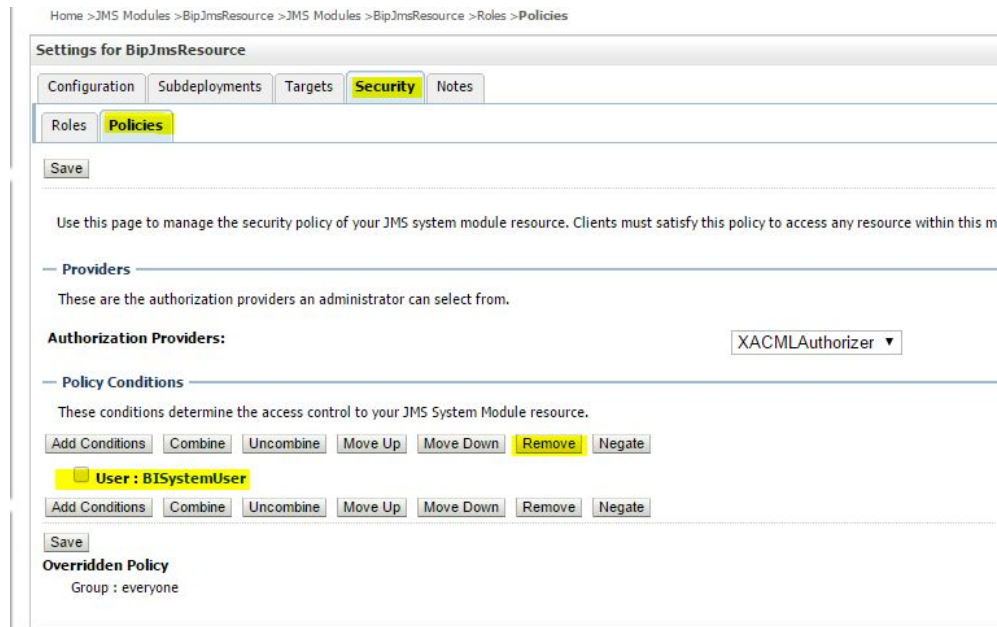 Home >JMS Modules >BipJmsResource >JMS Modules >BipJmsResource >Roles >Policies
Settings for BipJmsResource
Configuration Subdeployments Targets Security Notes
Roles Policies
Save
Use this page to manage the security policy of your JMS system module resource. Clients must satisfy this policy to access any resource within this m
Providers
These are the authorization providers an administrator can select from.
Authorization Providers: XACMLAuthorizer
Policy Conditions
These conditions determine the access control to your JMS System Module resource.
Add Conditions Combine Uncombine Move Up Move Down Remove Negate
User : BISystemUser
Add Conditions Combine Uncombine Move Up Move Down Remove Negate
Save
Overridden Policy
Group : everyone